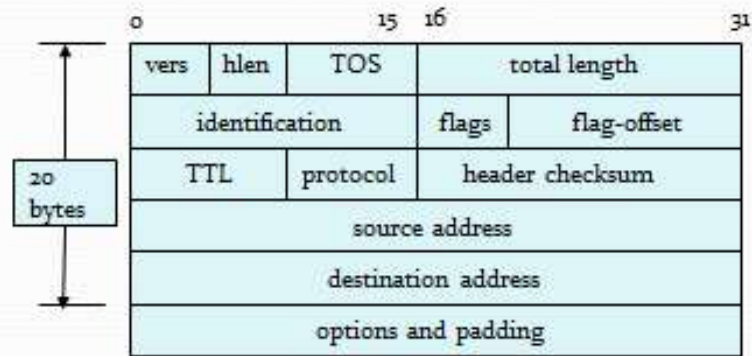 0 15 16 31
vers hlen TOS total length
identification flags flag-offset
TTL protocol header checksum
20
bytes
source address
destination address
options and padding